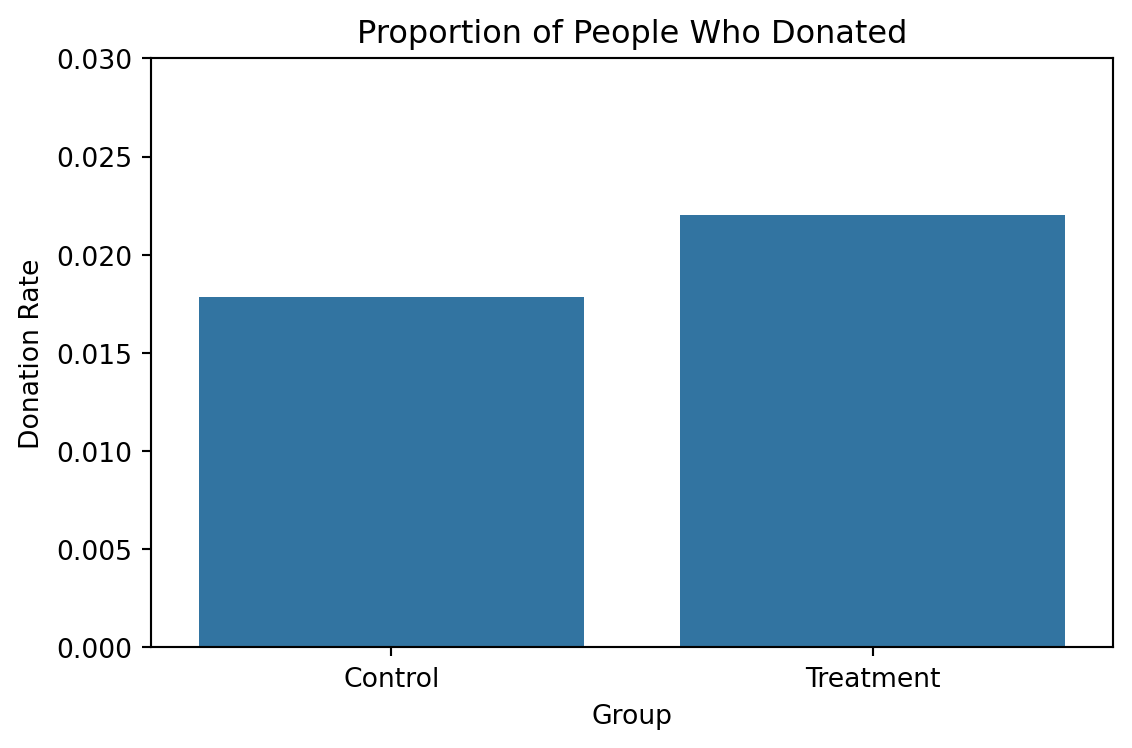 Proportion of People Who Donated
0.030
0.025
0.020
0.015
0.010
0.005
0.000
Donation Rate
Control
Treatment
Group